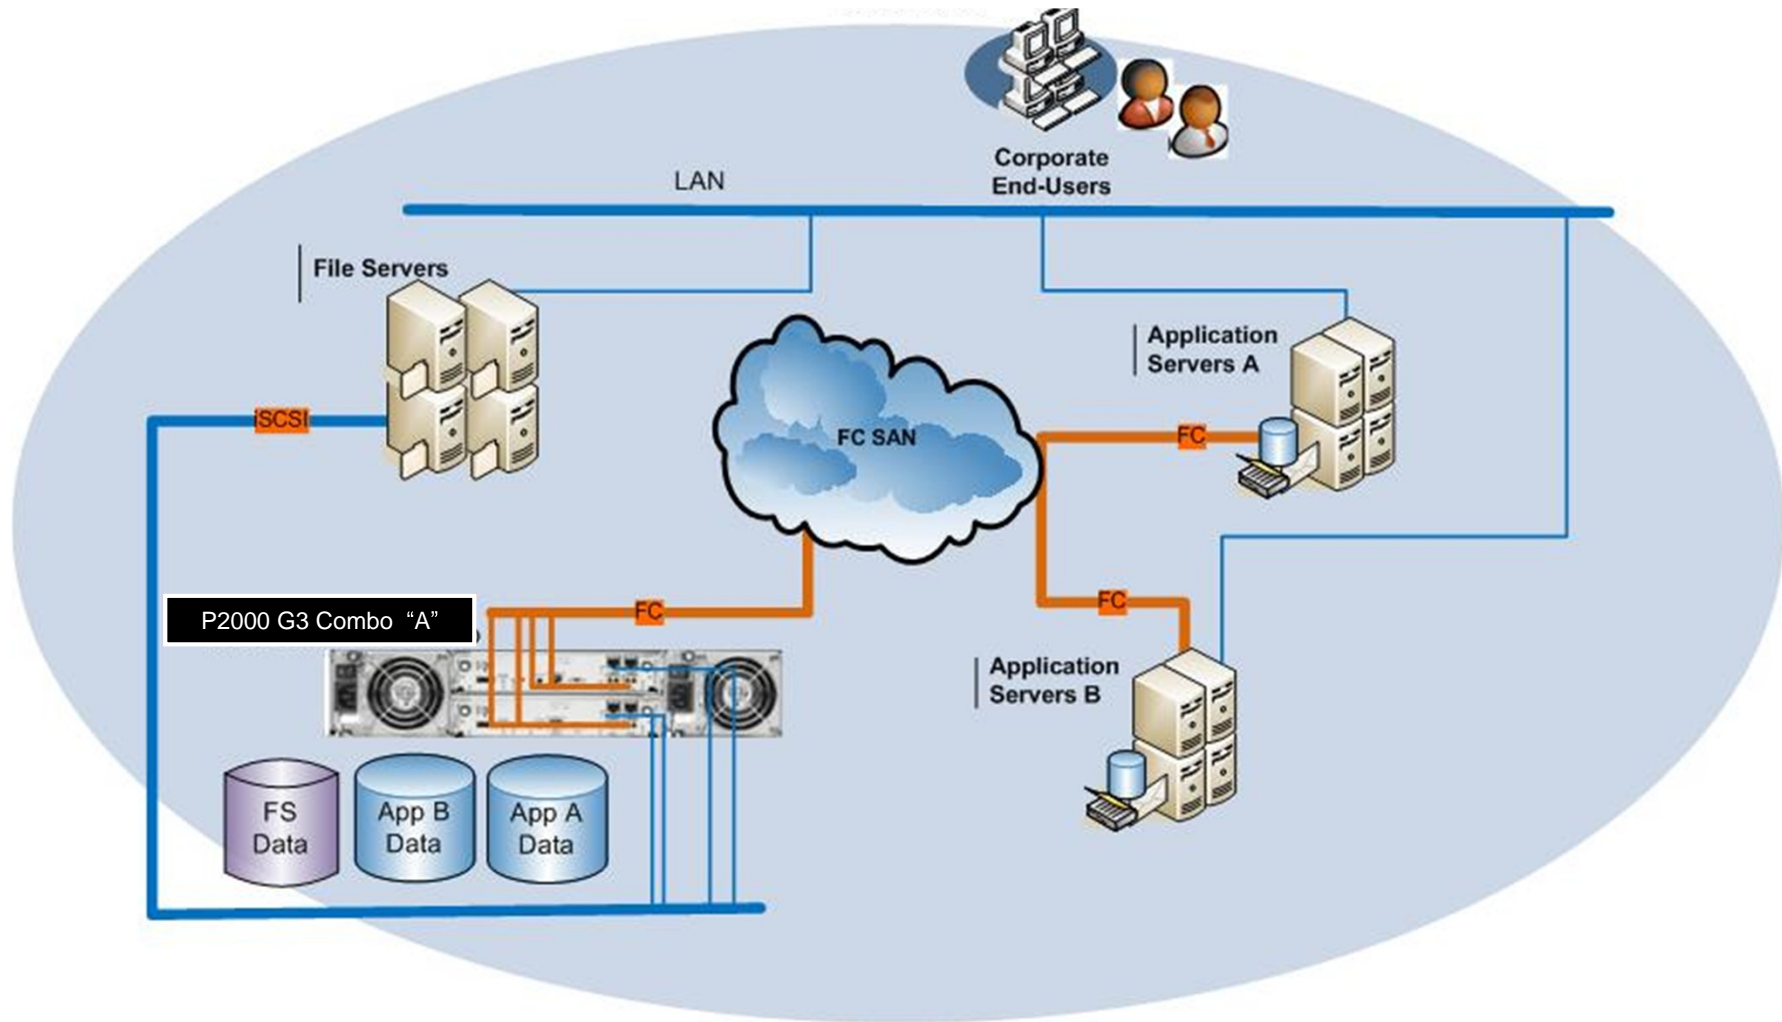 Corporate
End-Users
LAN
File Servers
Application
Servers A
iSCSI
FC SAN
FC
FC
P2000 G3 Combo “A”
FC
Application
Servers B
FS
Data
App B
Data
App A
Data